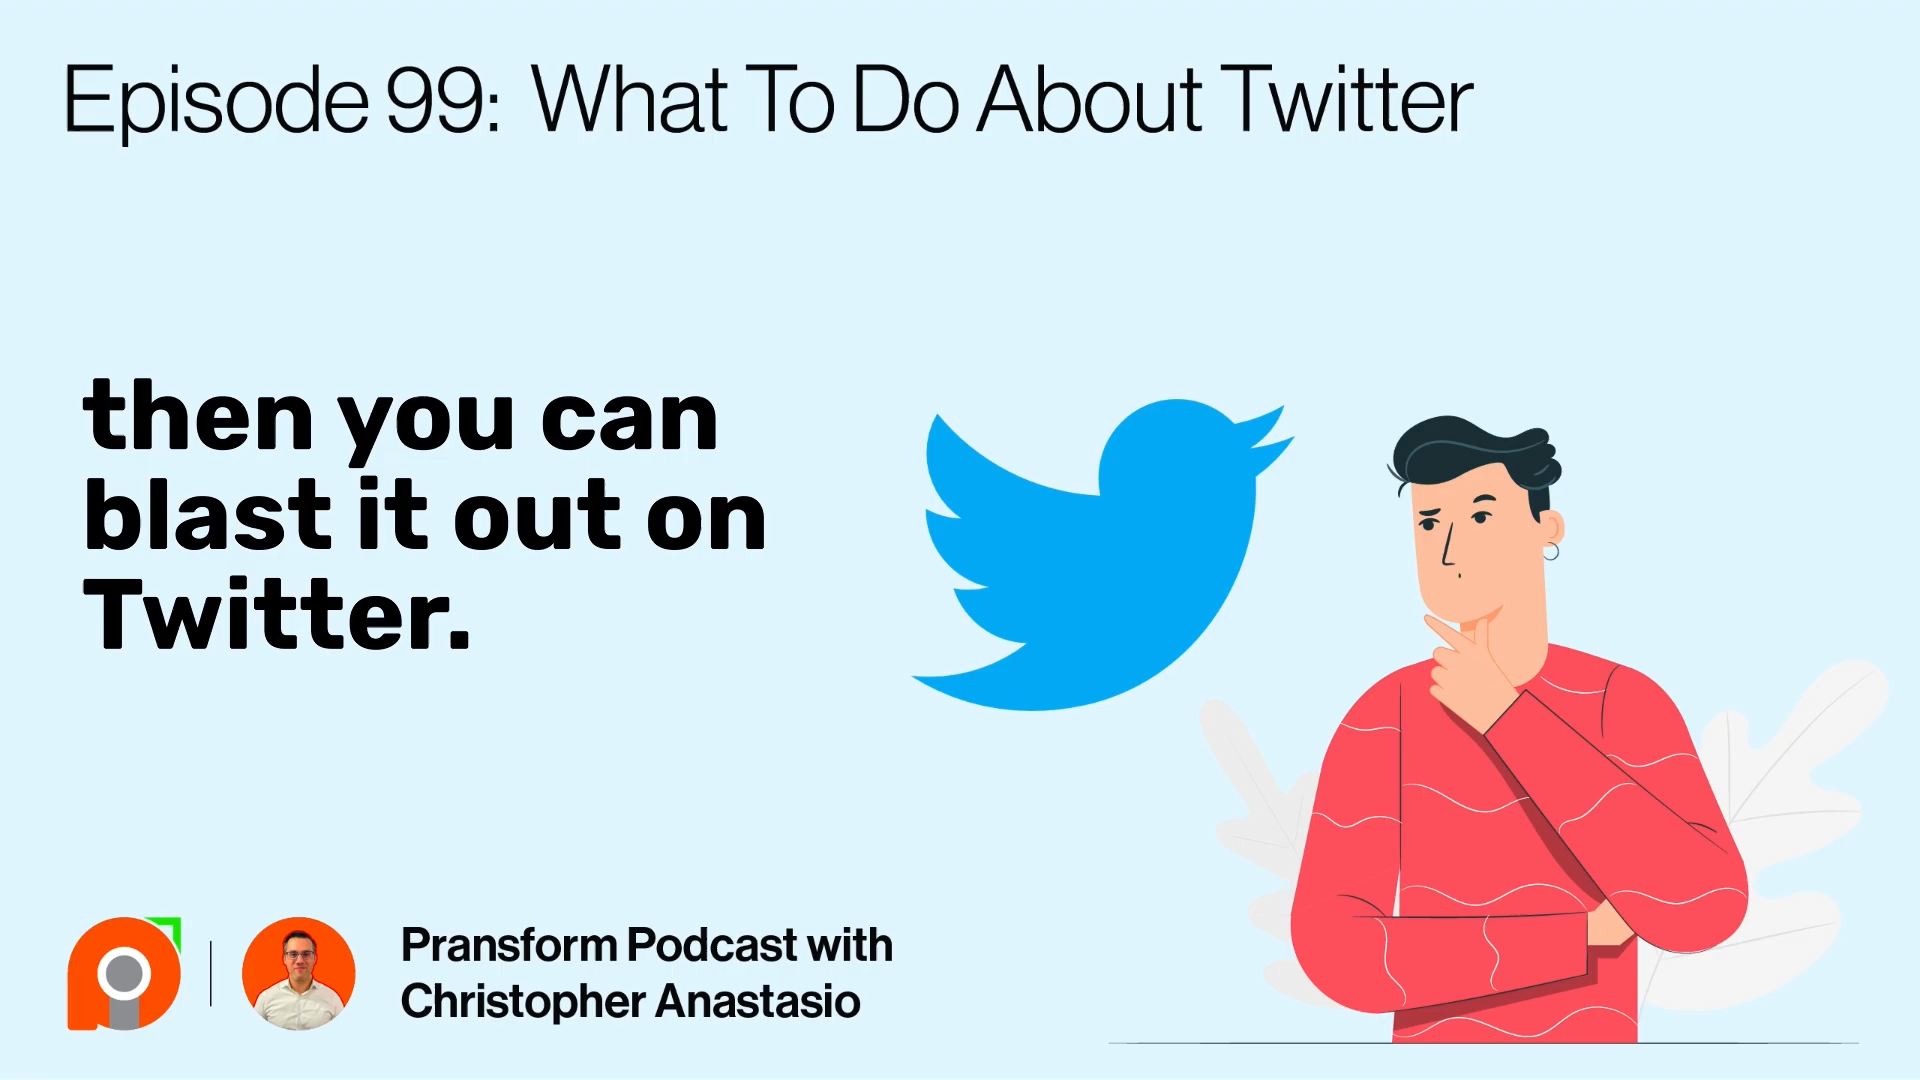 Episode 99: What To Do About Twitter
then you can
blast it out on
Twitter.
Pransform Podcast with
Christopher Anastasio